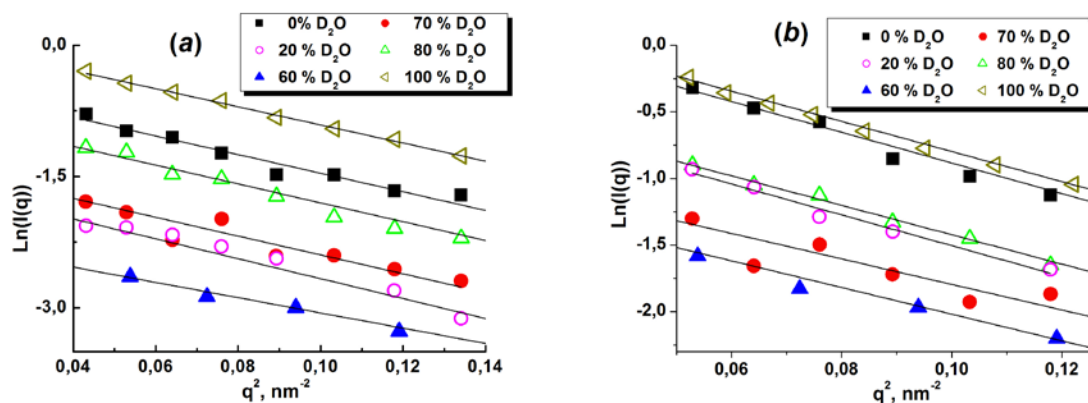 (a)
0% D₂O 70 % D₂O
20 % D₂O 80 % D₂O
60 % D₂O 100 % D₂O
0,0
-1,5
-3,0
Ln(I(q))
0,04 0,06 0,08 0,10 0,12 0,14
q², nm⁻²
(b)
0 % D₂O 70 % D₂O
20 % D₂O 80 % D₂O
60 % D₂O 100 % D₂O
0,0
-0,5
-1,0
-1,5
-2,0
Ln(I(q))
0,06 0,08 0,10 0,12
q², nm⁻²